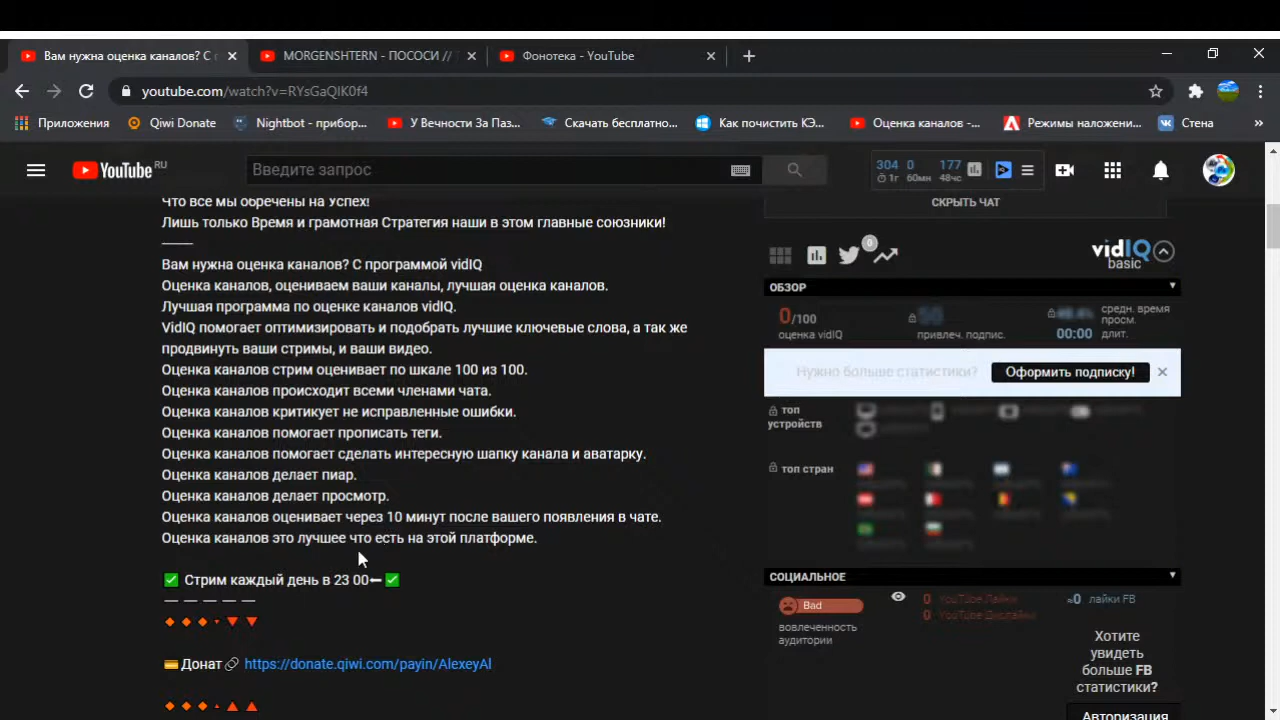 Вам нужна оценка каналов? С
MORGENSHTERN - ПОСОСИ //
Фонотека - YouTube
youtube.com/watch?v=RYsGaQIK0f4
Приложения
Qiwi Donate
Nightbot - прибор...
У Вечности За Паз...
Скачать бесплатно...
Как почистить КЭ...
Оценка каналов -...
Режимы наложени...
Стена
»
YouTube RU
Введите запрос
304 0 177
1г 60мн 48чс
Что все мы обречены на Успех!
Лишь только Время и грамотная Стратегия наши в этом главные союзники!
Вам нужна оценка каналов? С программой vidIQ
Оценка каналов, оцениваем ваши каналы, лучшая оценка каналов.
Лучшая программа по оценке каналов vidIQ.
VidIQ помогает оптимизировать и подобрать лучшие ключевые слова, а так же
продвинуть ваши стримы, и ваши видео.
Оценка каналов стрим оценивает по шкале 100 из 100.
Оценка каналов происходит всеми членами чата.
Оценка каналов критикует не исправленные ошибки.
Оценка каналов помогает прописать теги.
Оценка каналов помогает сделать интересную шапку канала и аватарку.
Оценка каналов делает пиар.
Оценка каналов делает просмотр.
Оценка каналов оценивает через 10 минут после вашего появления в чате.
Оценка каналов это лучшее что есть на этой платформе.
✅ Стрим каждый день в 23 00⬅ ✅
— — — — —
💳Донат🔗 https://donate.qiwi.com/payin/AlexeyAl
СКРЫТЬ ЧАТ
0
vidIQ
basic
ОБЗОР
0/100
оценка vidIQ
привлеч. подпис.
средн. время
просм.
00:00 длит.
Нужно больше статистики?
Оформить подписку!
топ
устройств
топ стран
СОЦИАЛЬНОЕ
Bad
вовлеченность
аудитории
0 YouTube Лайки
0 YouTube Дислайки
≈0 лайки FB
Хотите
увидеть
больше FB
статистики?
Авторизация